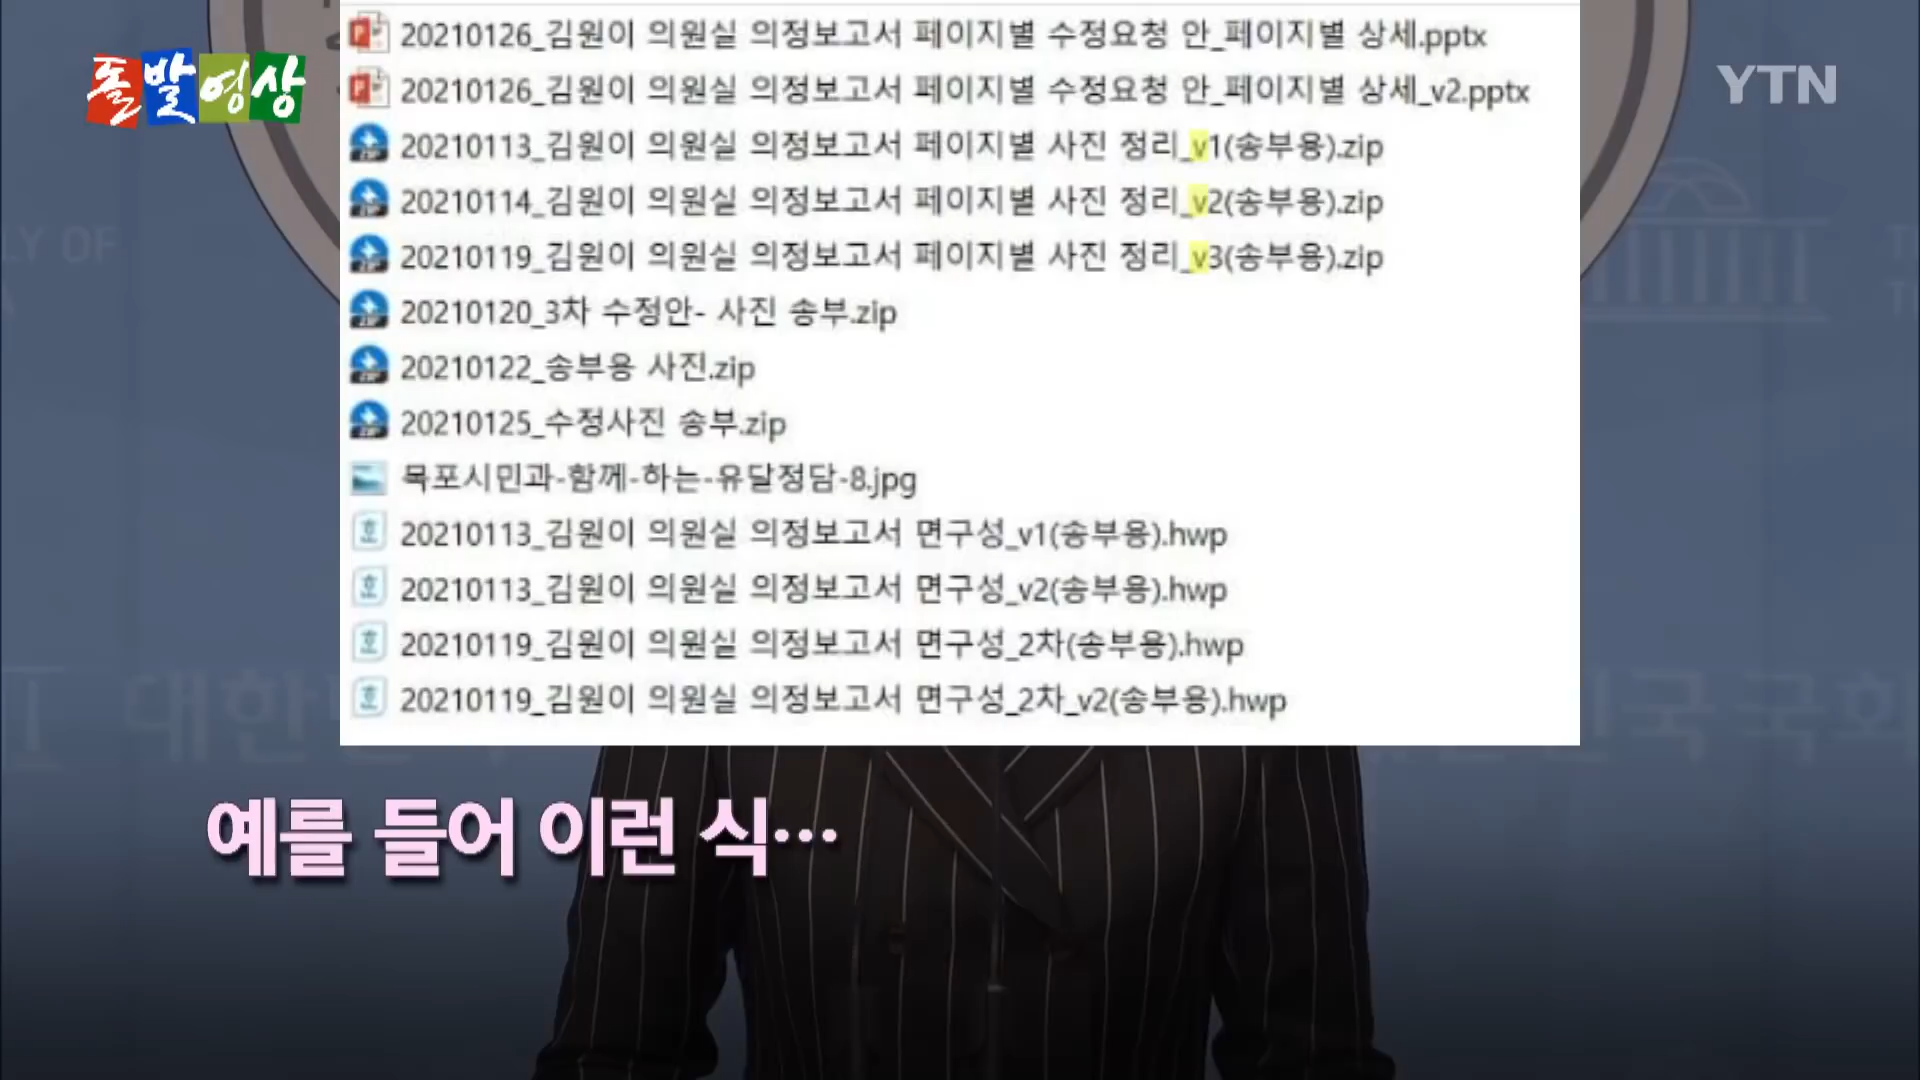 돌발영상
YTN
20210126_김원이 의원실 의정보고서 페이지별 수정요청 안_페이지별 상세.pptx
20210126_김원이 의원실 의정보고서 페이지별 수정요청 안_페이지별 상세_v2.pptx
20210113_김원이 의원실 의정보고서 페이지별 사진 정리_v1(송부용).zip
20210114_김원이 의원실 의정보고서 페이지별 사진 정리_v2(송부용).zip
20210119_김원이 의원실 의정보고서 페이지별 사진 정리_v3(송부용).zip
20210120_3차 수정안- 사진 송부.zip
20210122_송부용 사진.zip
20210125_수정사진 송부.zip
목포시민과-함께-하는-유달정담-8.jpg
20210113_김원이 의원실 의정보고서 면구성_v1(송부용).hwp
20210113_김원이 의원실 의정보고서 면구성_v2(송부용).hwp
20210119_김원이 의원실 의정보고서 면구성_2차(송부용).hwp
20210119_김원이 의원실 의정보고서 면구성_2차_v2(송부용).hwp
LY OF
대한
국국회
예를 들어 이런 식…